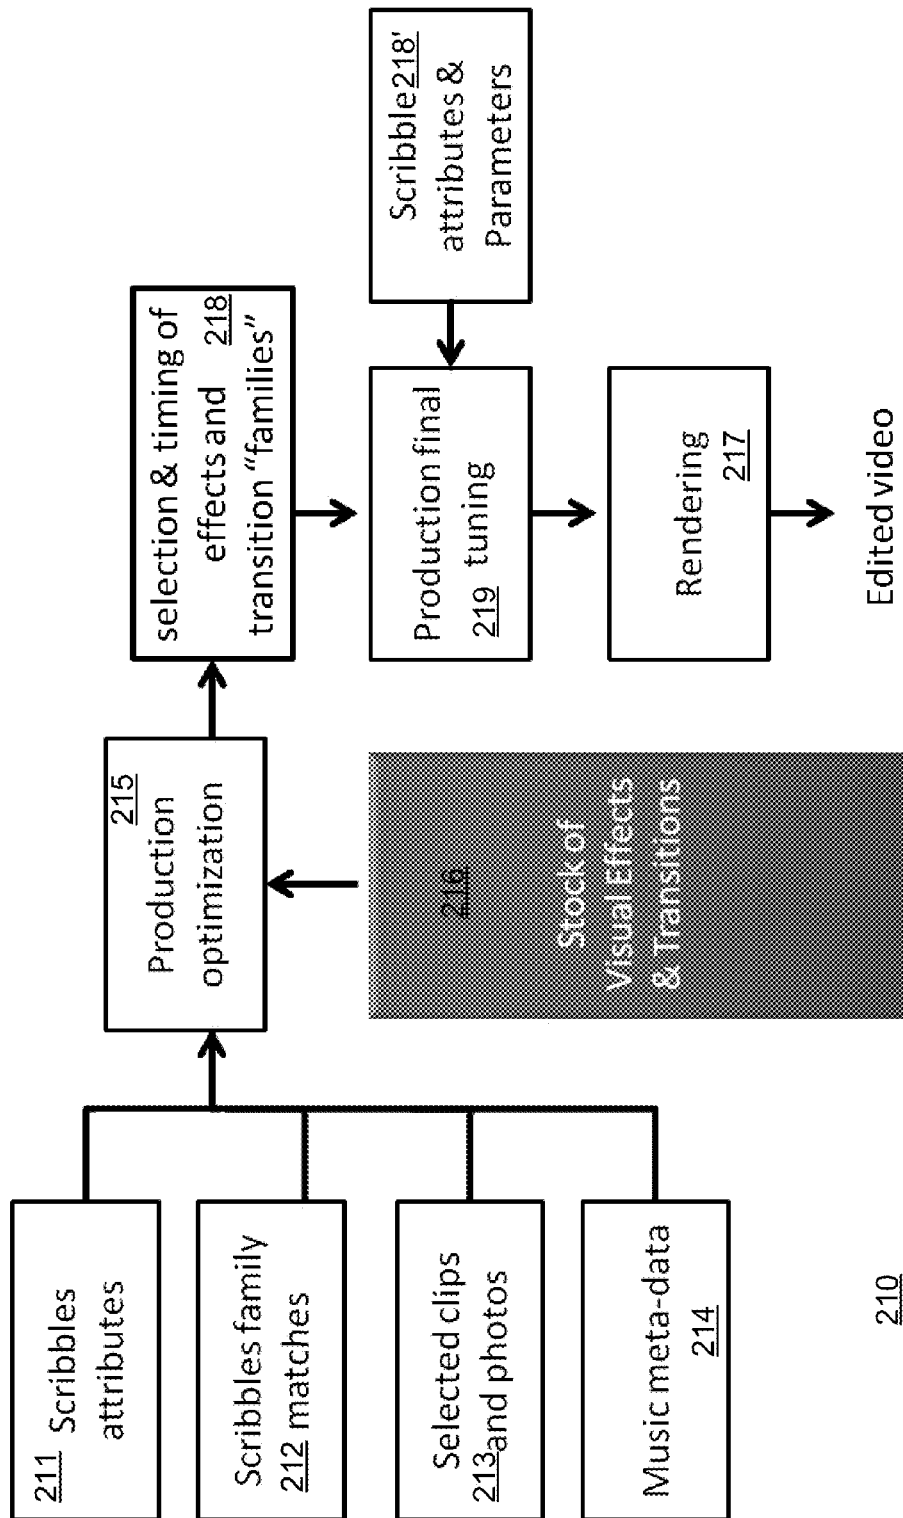 211 Scribbles
attributes
Scribbles family
212 matches
Selected clips
213 and photos
Music meta-data
214
215
Production
optimization
216
Stock of
Visual Effects
& Transitions
selection & timing of
effects and 218
transition “families”
Scribble 218'
attributes &
Parameters
Production final
219 tuning
Rendering
217
Edited video
210